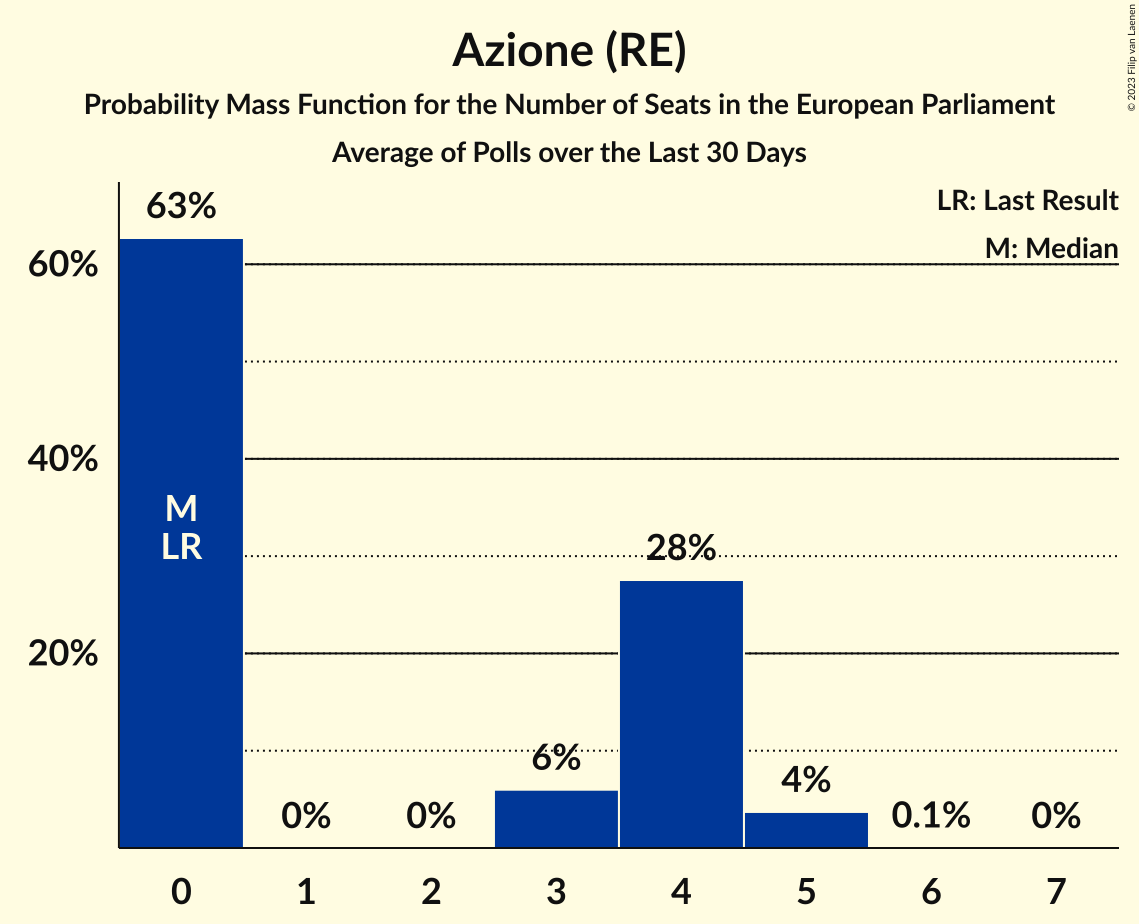 Azione (RE)
Probability Mass Function for the Number of Seats in the European Parliament
Average of Polls over the Last 30 Days
© 2023 Filip van Laenen
LR: Last Result
M: Median
63%
60%
40%
M
LR
28%
20%
6%
4%
0%
0%
0.1%
0%
0 1 2 3 4 5 6 7